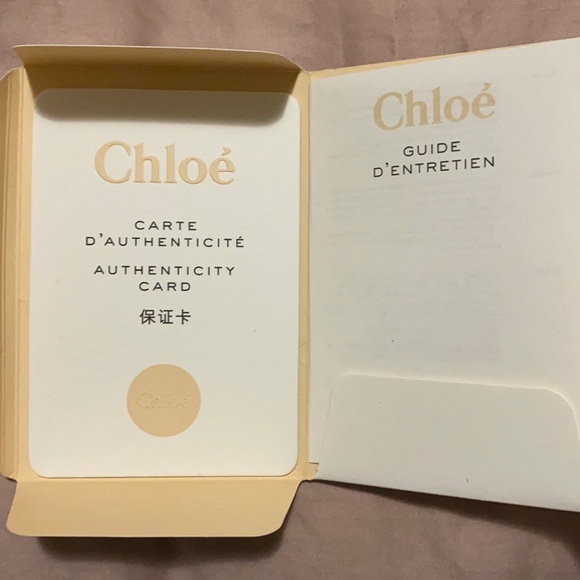 Chloé
CARTE
D'AUTHENTICITÉ
AUTHENTICITY
CARD
保证卡
Chloé
Chloé
GUIDE
D'ENTRETIEN